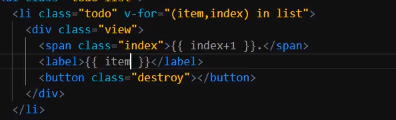 <li class="todo" v-for="(item,index) in list">
<div class="view">
<span class="index">{{ index+1 }}.</span>
<label>{{ item }}</label>
<button class="destroy"></button>
</div>
</li>